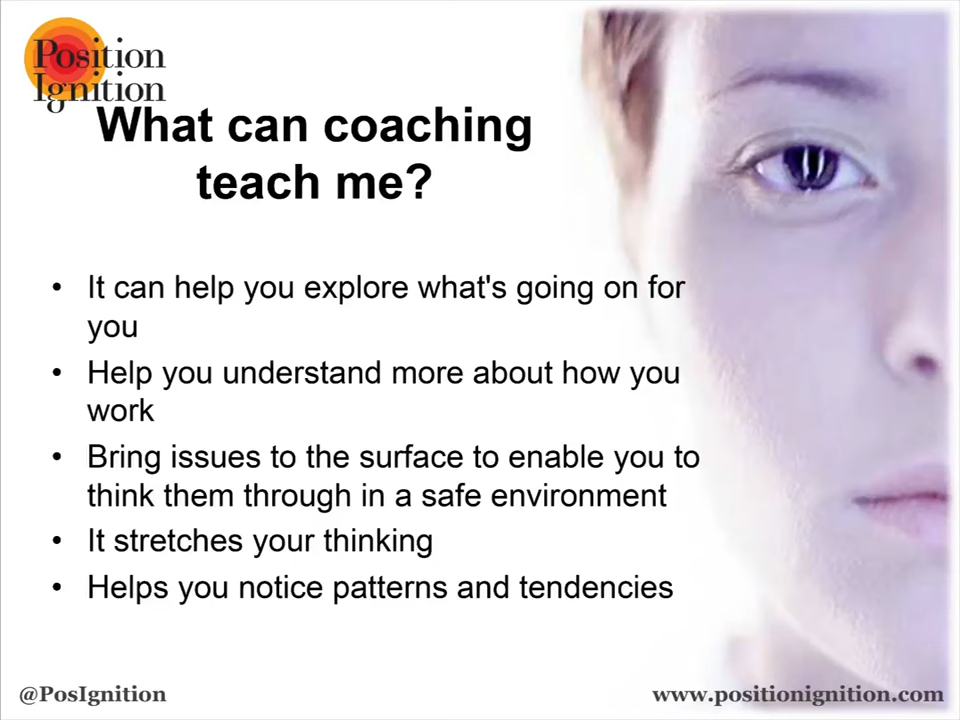 Position
Ignition
What can coaching
teach me?
• It can help you explore what's going on for
you
• Help you understand more about how you
work
• Bring issues to the surface to enable you to
think them through in a safe environment
• It stretches your thinking
• Helps you notice patterns and tendencies
@PosIgnition
www.positionignition.com